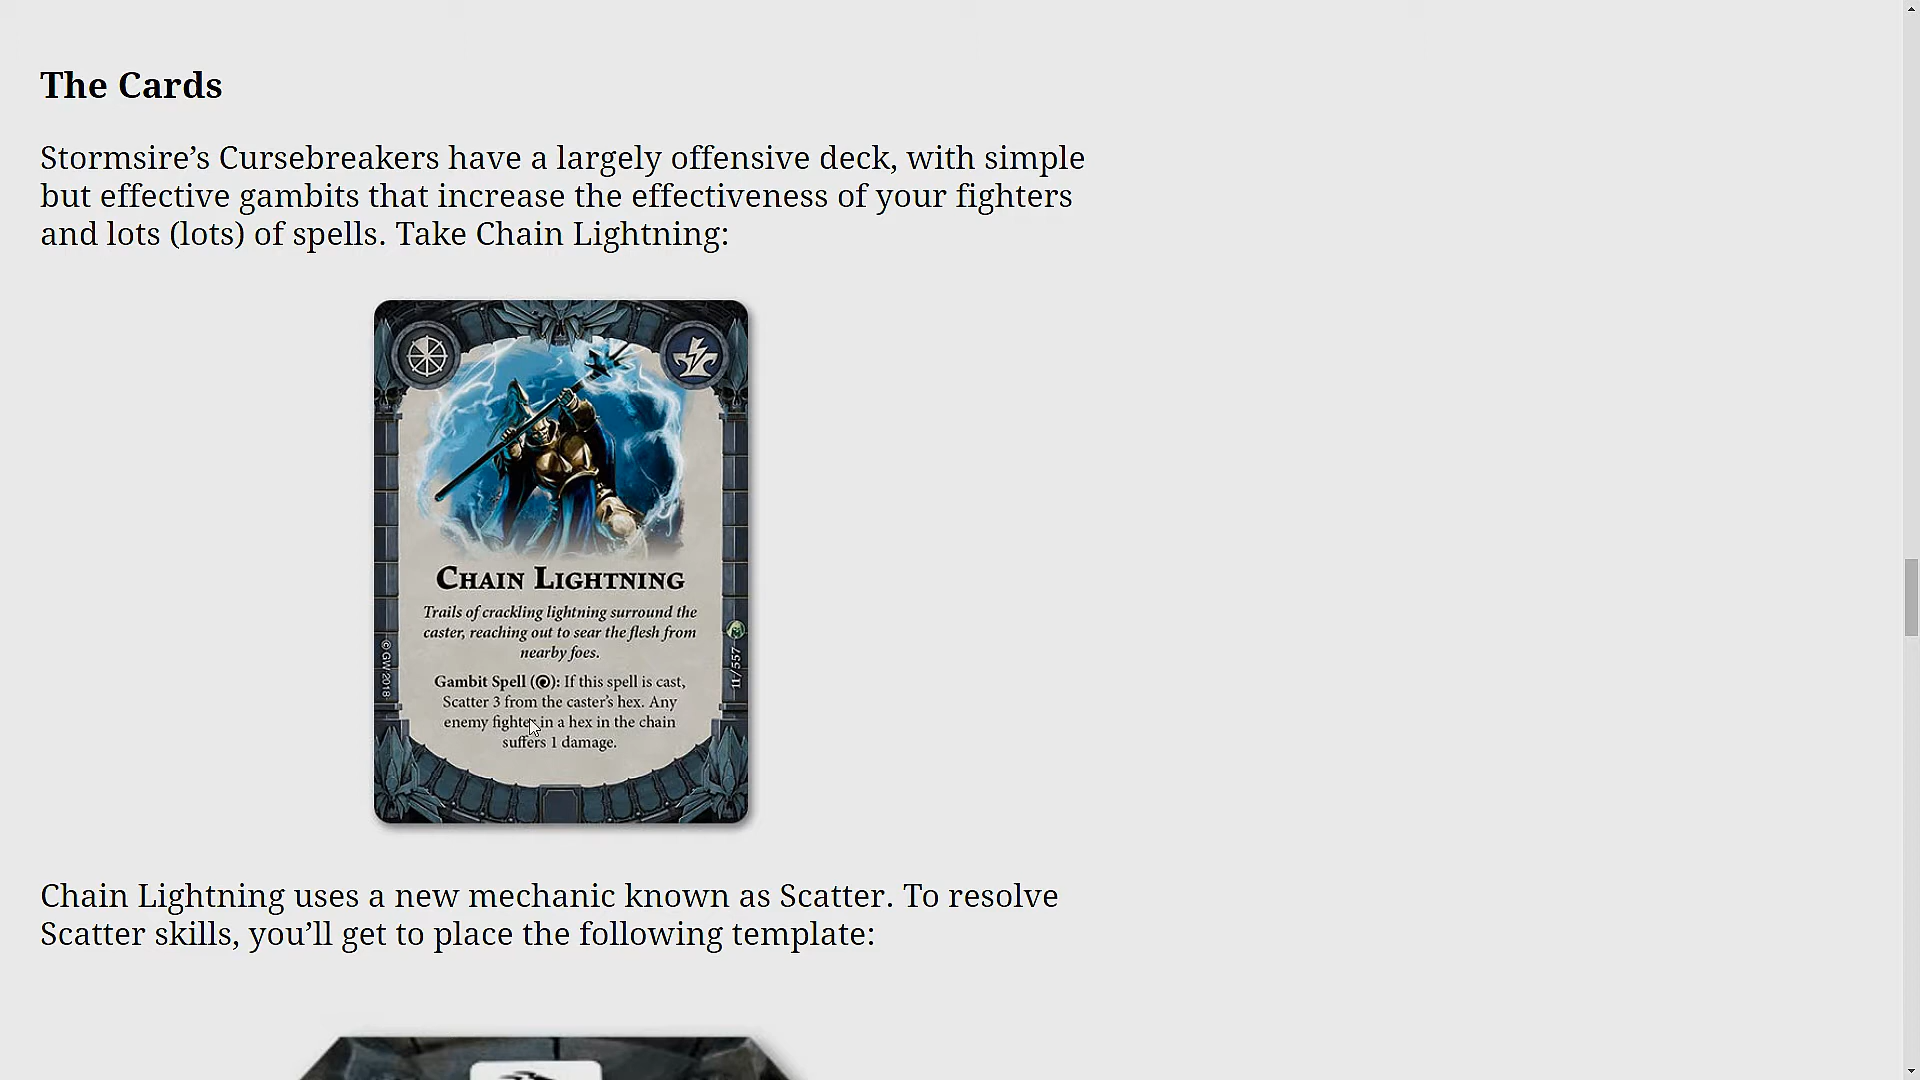 The Cards
Stormsire’s Cursebreakers have a largely offensive deck, with simple
but effective gambits that increase the effectiveness of your fighters
and lots (lots) of spells. Take Chain Lightning:
Chain Lightning
Trails of crackling lightning surround the
caster, reaching out to sear the flesh from
nearby foes.
Gambit Spell (): If this spell is cast,
Scatter 3 from the caster’s hex. Any
enemy fighter in a hex in the chain
suffers 1 damage.
© GW 2018
11/557
Chain Lightning uses a new mechanic known as Scatter. To resolve
Scatter skills, you’ll get to place the following template: